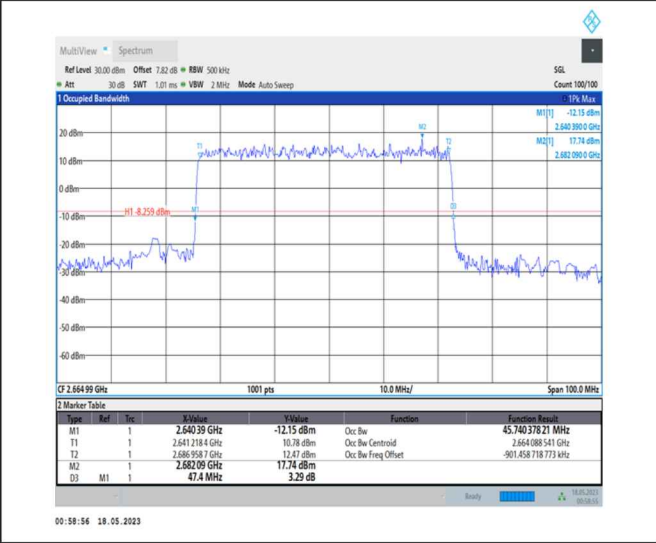 MultiView Spectrum
Ref Level 30.00 dBm Offset 7.82 dB RBW 500 kHz SGL
Att 30 dB SWT 1.01 ms VBW 2 MHz Mode Auto Sweep Count 100/100
1 Occupied Bandwidth 1Pk Max
M1[1] -12.15 dBm
2.640 390 0 GHz
M2[1] 17.74 dBm
2.682 090 0 GHz
M2
20 dBm
T1 T2
10 dBm
0 dBm
H1 -8.259 dBm M1 D3
-10 dBm
-20 dBm
-30 dBm
-40 dBm
-50 dBm
-60 dBm
CF 2.664 99 GHz 1001 pts 10.0 MHz/ Span 100.0 MHz
2 Marker Table
Type Ref Trc X-Value Y-Value Function Function Result
M1 1 2.640 39 GHz -12.15 dBm Occ Bw 45.740 378 21 MHz
T1 1 2.641 218 4 GHz 10.78 dBm Occ Bw Centroid 2.664 088 541 GHz
T2 1 2.686 958 7 GHz 12.47 dBm Occ Bw Freq Offset -901.458 718 773 kHz
M2 1 2.682 09 GHz 17.74 dBm
D3 M1 1 47.4 MHz 3.29 dB
Ready 18.05.2023
00:58:55
00:58:56 18.05.2023